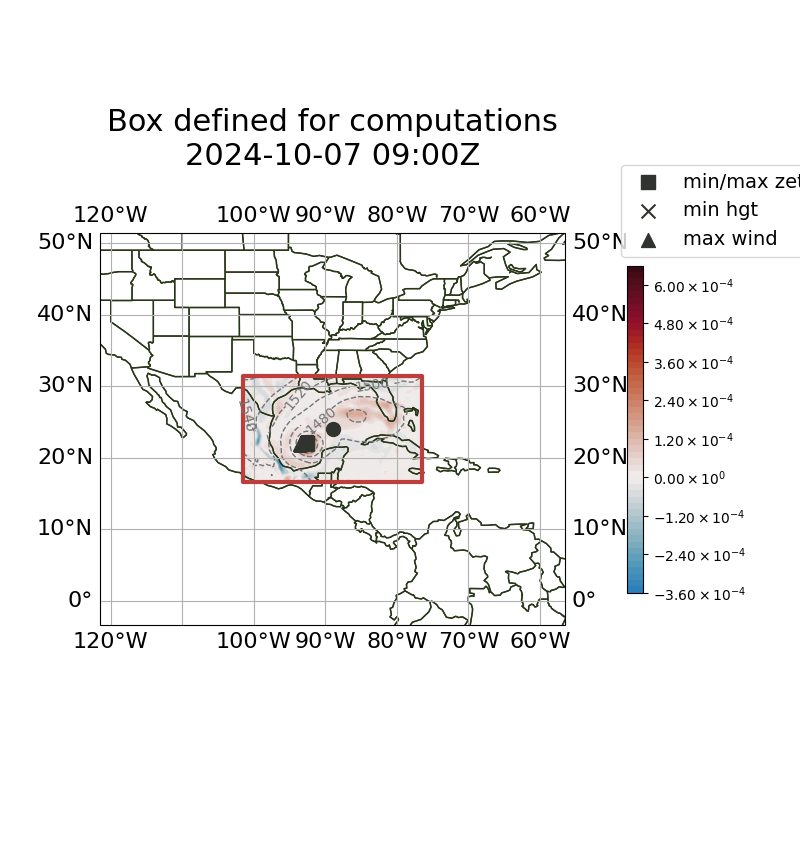 Box defined for computations
2024-10-07 09:00Z
min/max zet
min hgt
max wind
120°W 100°W 90°W 80°W 70°W 60°W
50°N 50°N
40°N 40°N
30°N 30°N
20°N 20°N
10°N 10°N
0° 0°
120°W 100°W 90°W 80°W 70°W 60°W
1540
1520
1500
1480
6.00 × 10⁻⁴
4.80 × 10⁻⁴
3.60 × 10⁻⁴
2.40 × 10⁻⁴
1.20 × 10⁻⁴
0.00 × 10⁰
−1.20 × 10⁻⁴
−2.40 × 10⁻⁴
−3.60 × 10⁻⁴